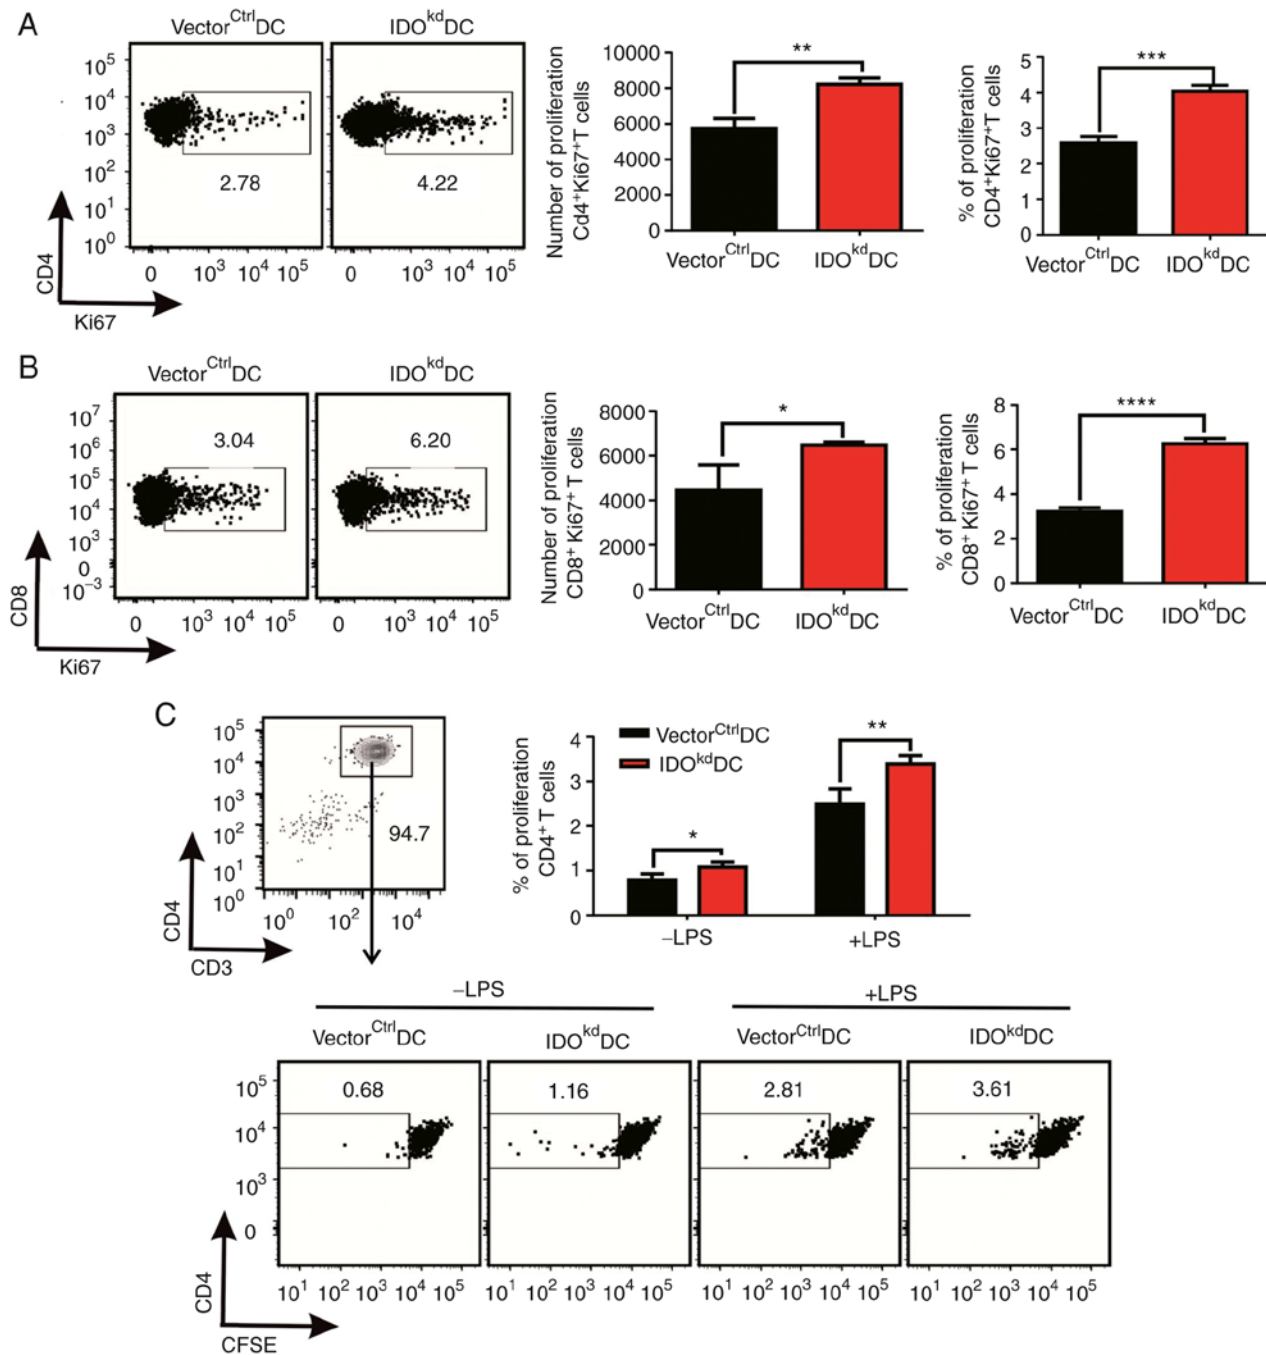 A
Vector^Ctrl DC
IDO^kd DC
10^5
10^4
10^3
10^2
10^1
10^0
2.78
4.22
0 10^3 10^4 10^5
0 10^3 10^4 10^5
CD4
Ki67
Number of proliferation
Cd4+Ki67+T cells
10000
8000
6000
4000
2000
0
**
Vector^Ctrl DC
IDO^kd DC
% of proliferation
CD4+Ki67+T cells
5
4
3
2
1
0
***
Vector^Ctrl DC
IDO^kd DC
B
Vector^Ctrl DC
IDO^kd DC
10^7
10^6
10^5
10^4
10^3
0
10^−3
3.04
6.20
0 10^3 10^4 10^5
0 10^3 10^4 10^5
CD8
Ki67
Number of proliferation
CD8+ Ki67+ T cells
8000
6000
4000
2000
0
*
Vector^Ctrl DC
IDO^kd DC
% of proliferation
CD8+ Ki67+ T cells
8
6
4
2
0
****
Vector^Ctrl DC
IDO^kd DC
C
10^5
10^4
10^3
10^2
10^1
10^0
94.7
10^0 10^2 10^4
CD4
CD3
% of proliferation
CD4+ T cells
4
3
2
1
0
Vector^Ctrl DC
IDO^kd DC
*
**
−LPS
+LPS
−LPS
+LPS
Vector^Ctrl DC
IDO^kd DC
Vector^Ctrl DC
IDO^kd DC
10^5
10^4
10^3
0
0.68
1.16
2.81
3.61
10^1 10^2 10^3 10^4 10^5
10^1 10^2 10^3 10^4 10^5
10^1 10^2 10^3 10^4 10^5
10^1 10^2 10^3 10^4 10^5
CD4
CFSE